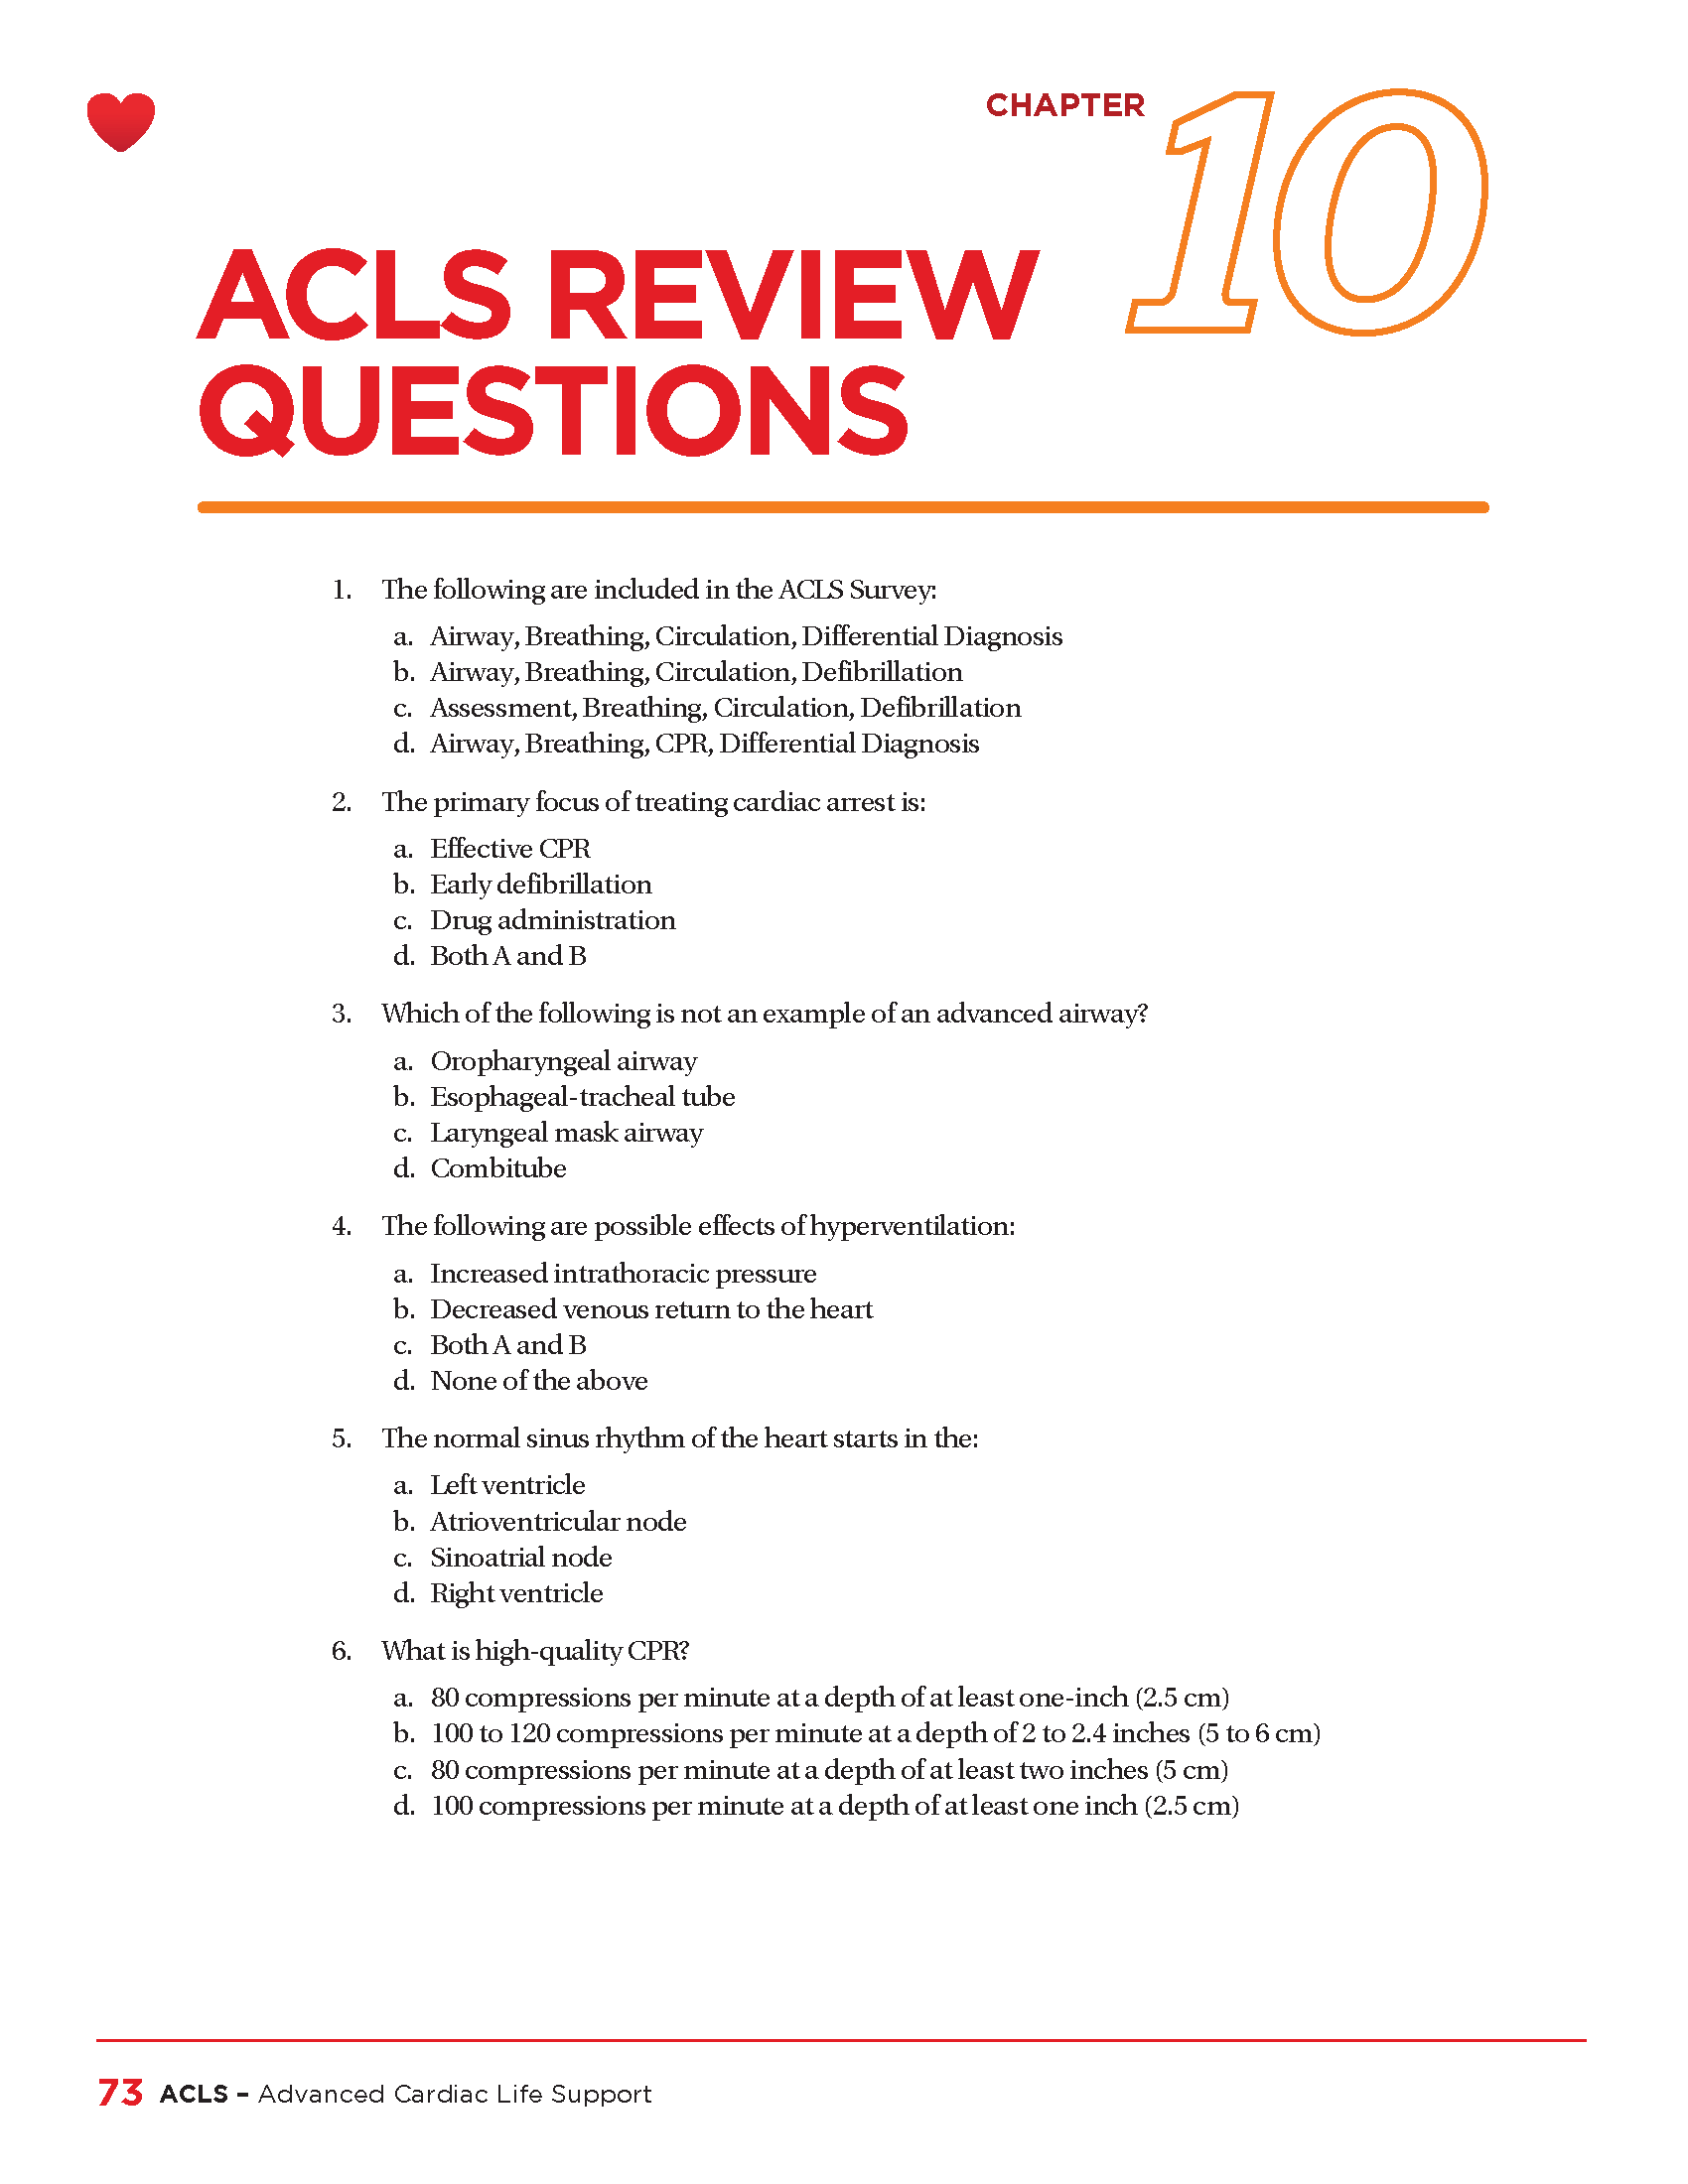 CHAPTER 10
ACLS REVIEW
QUESTIONS
1. The following are included in the ACLS Survey:
a. Airway, Breathing, Circulation, Differential Diagnosis
b. Airway, Breathing, Circulation, Defibrillation
c. Assessment, Breathing, Circulation, Defibrillation
d. Airway, Breathing, CPR, Differential Diagnosis
2. The primary focus of treating cardiac arrest is:
a. Effective CPR
b. Early defibrillation
c. Drug administration
d. Both A and B
3. Which of the following is not an example of an advanced airway?
a. Oropharyngeal airway
b. Esophageal-tracheal tube
c. Laryngeal mask airway
d. Combitube
4. The following are possible effects of hyperventilation:
a. Increased intrathoracic pressure
b. Decreased venous return to the heart
c. Both A and B
d. None of the above
5. The normal sinus rhythm of the heart starts in the:
a. Left ventricle
b. Atrioventricular node
c. Sinoatrial node
d. Right ventricle
6. What is high-quality CPR?
a. 80 compressions per minute at a depth of at least one-inch (2.5 cm)
b. 100 to 120 compressions per minute at a depth of 2 to 2.4 inches (5 to 6 cm)
c. 80 compressions per minute at a depth of at least two inches (5 cm)
d. 100 compressions per minute at a depth of at least one inch (2.5 cm)
73 ACLS – Advanced Cardiac Life Support